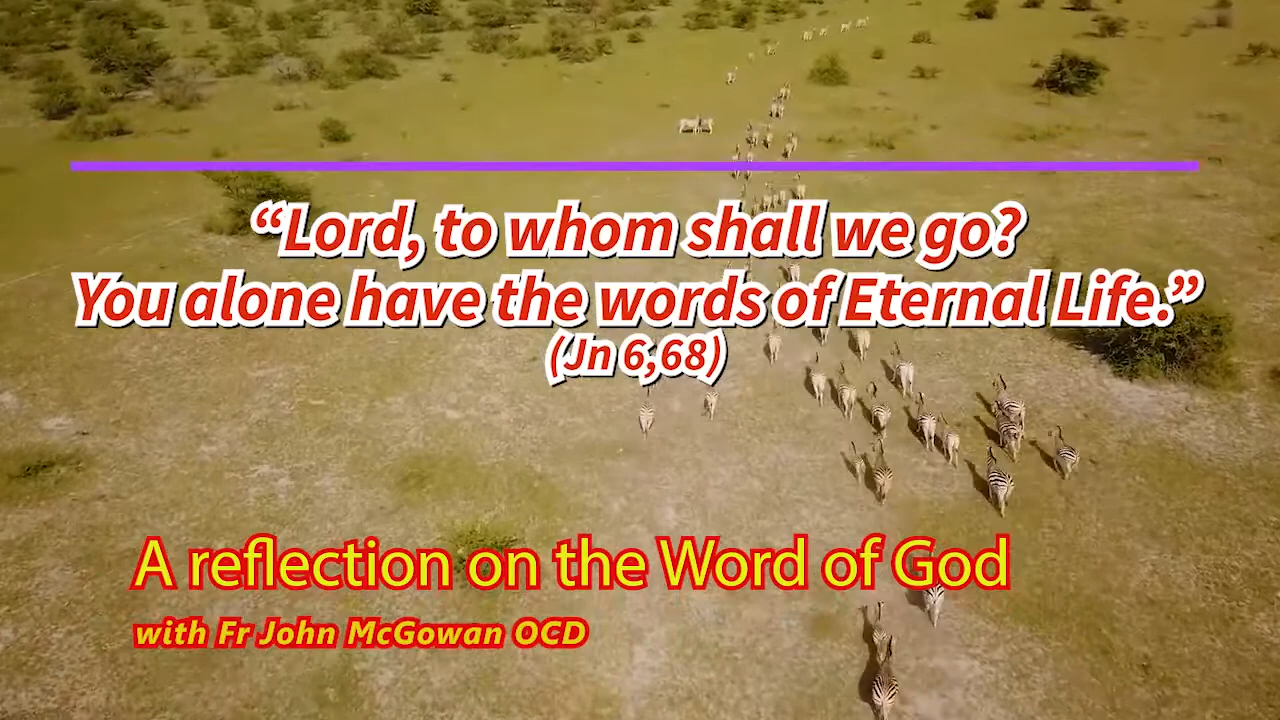 “Lord, to whom shall we go?
You alone have the words of Eternal Life.”
(Jn 6,68)
A reflection on the Word of God
with Fr John McGowan OCD